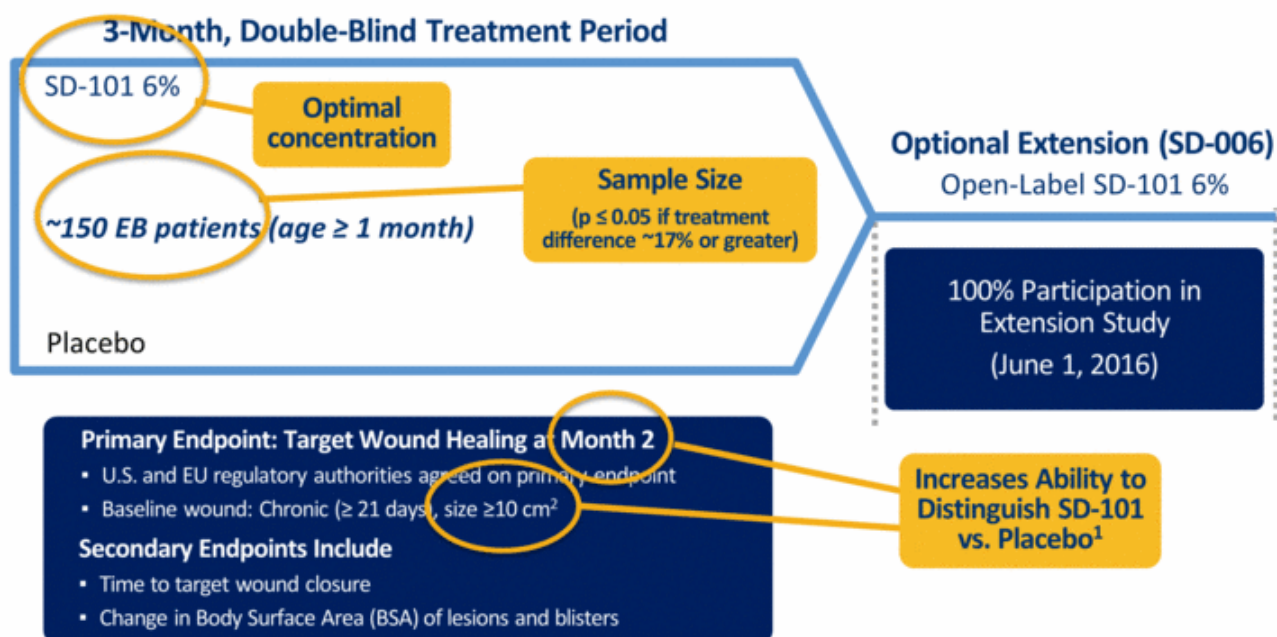 3-Month, Double-Blind Treatment Period
SD-101 6%
Optimal
concentration
~150 EB patients (age ≥ 1 month)
Sample Size
(p ≤ 0.05 if treatment
difference ~17% or greater)
Placebo
Optional Extension (SD-006)
Open-Label SD-101 6%
100% Participation in
Extension Study
(June 1, 2016)
Primary Endpoint: Target Wound Healing at Month 2
▪ U.S. and EU regulatory authorities agreed on primary endpoint
▪ Baseline wound: Chronic (≥ 21 days), size ≥10 cm²
Secondary Endpoints Include
▪ Time to target wound closure
▪ Change in Body Surface Area (BSA) of lesions and blisters
Increases Ability to
Distinguish SD-101
vs. Placebo¹